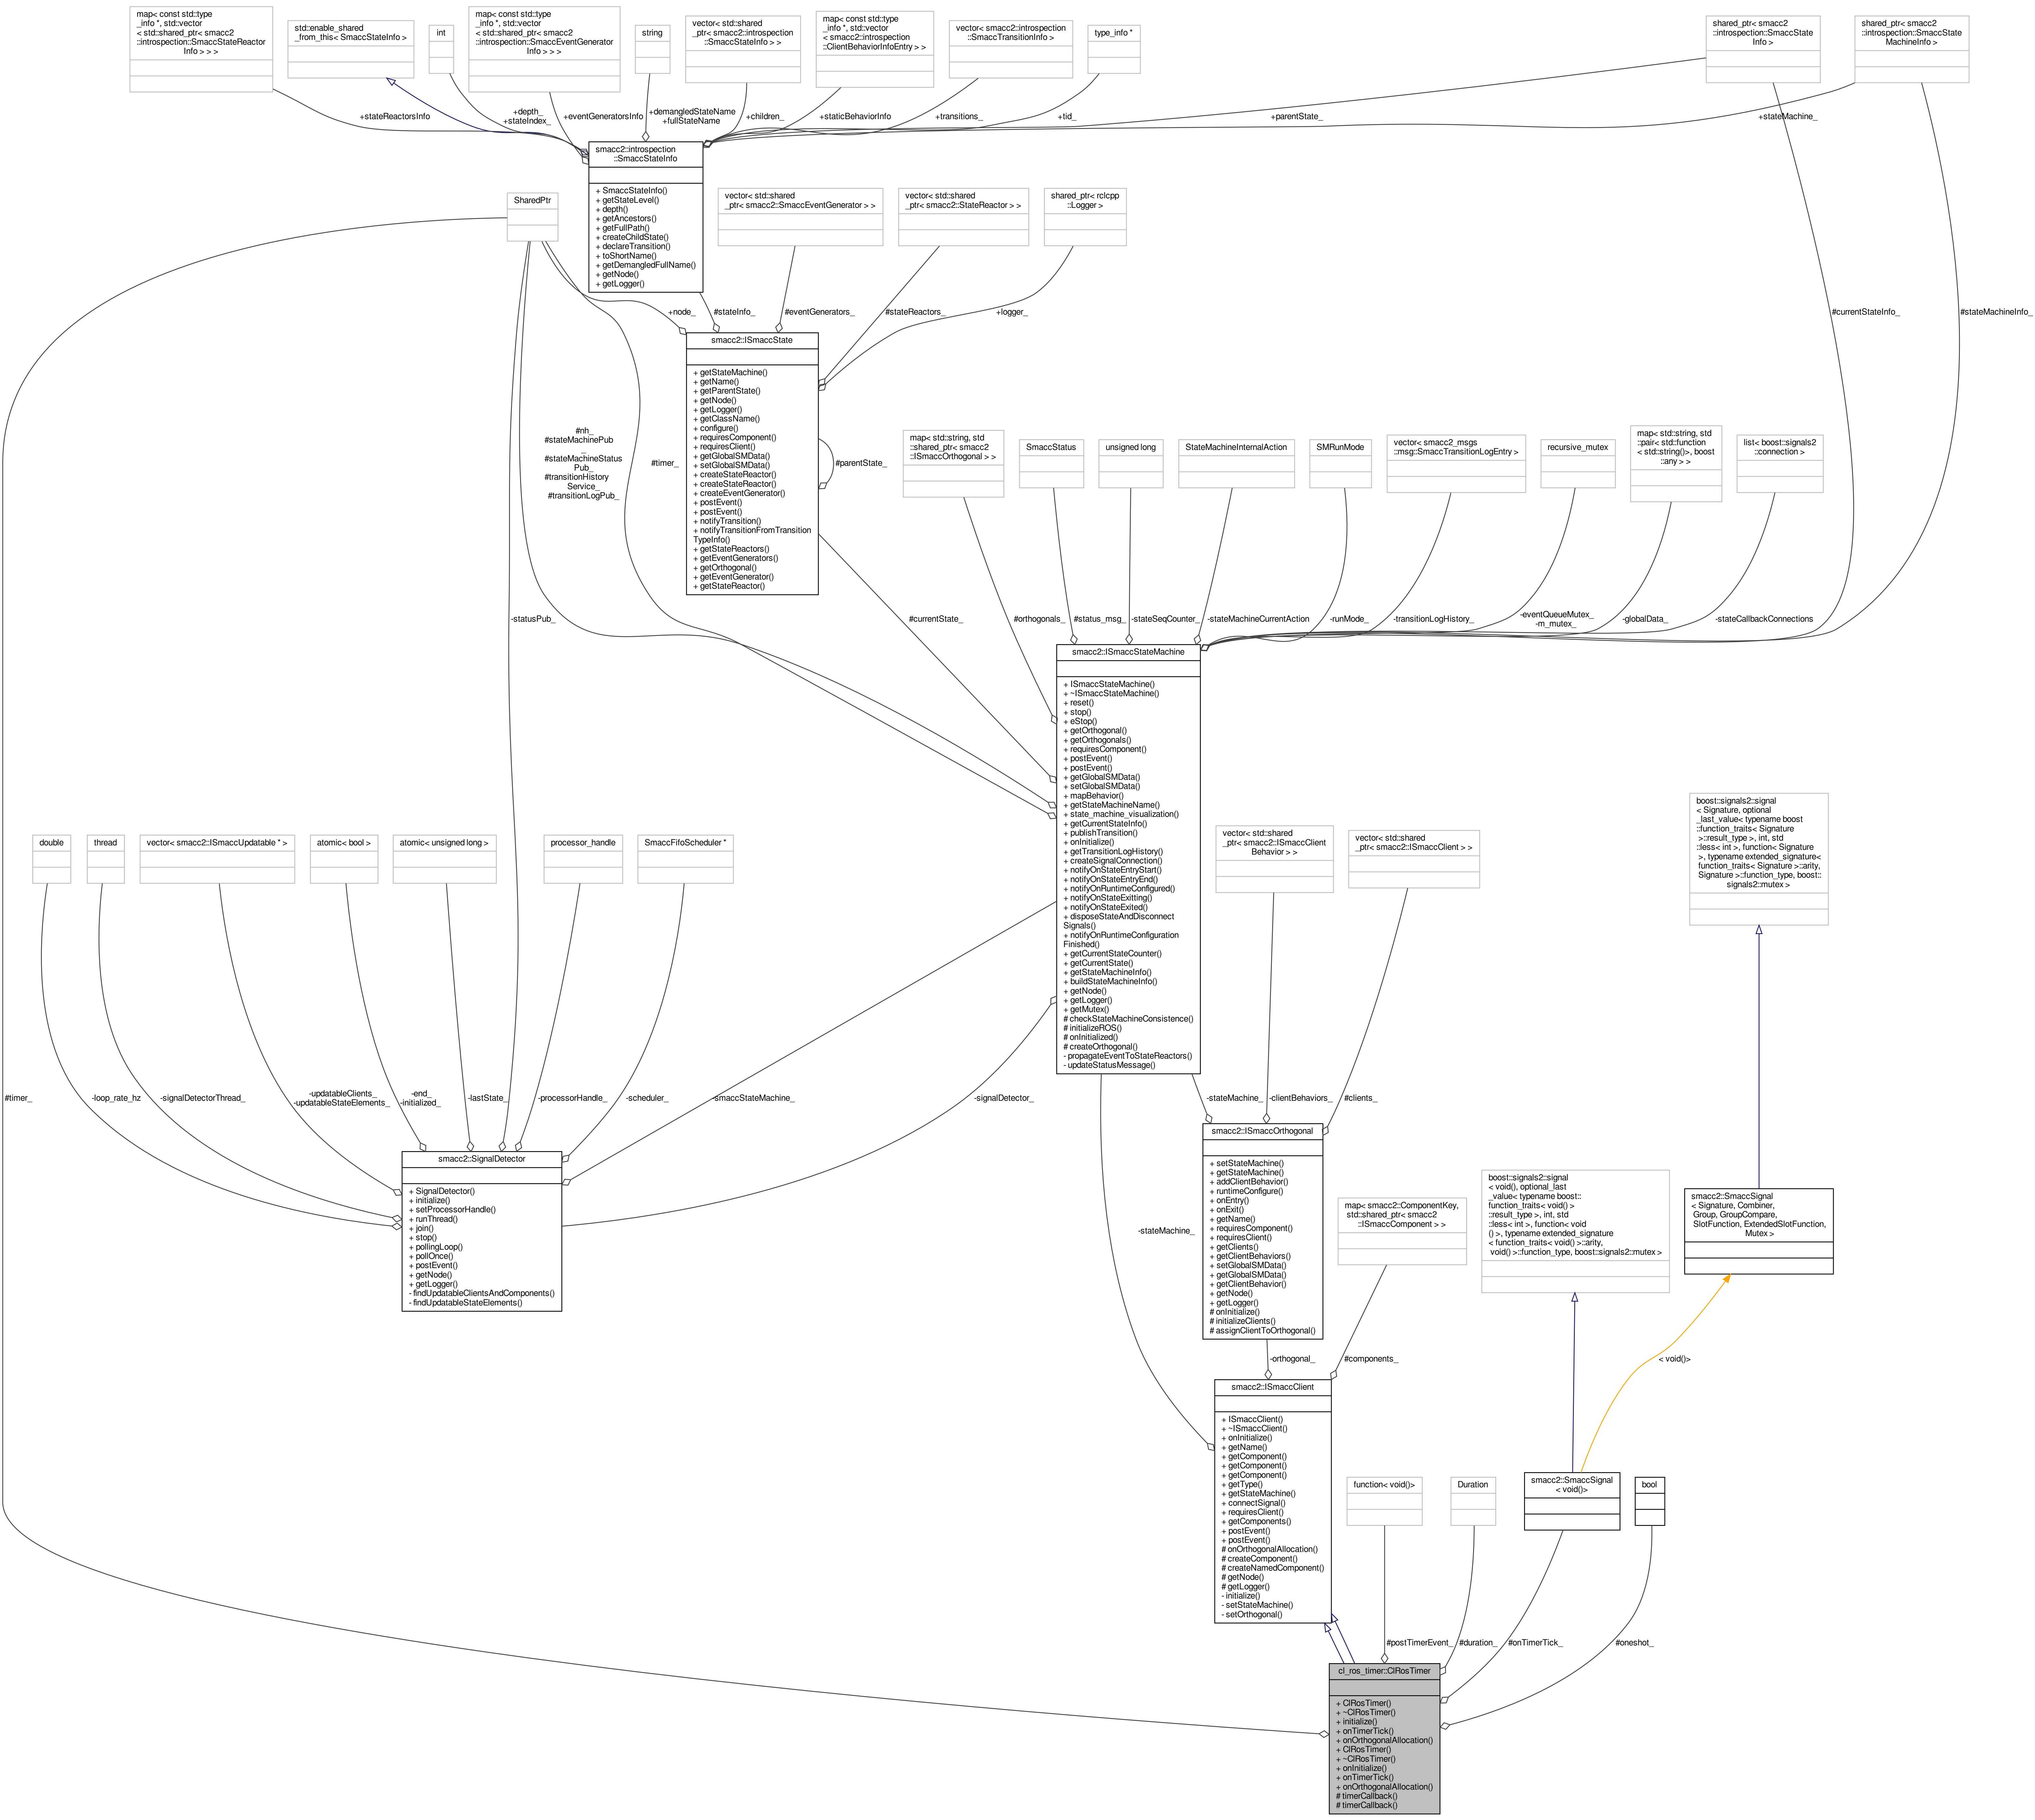 map< const std::type
_info *, std::vector
< std::shared_ptr< smacc2
::introspection::SmaccStateReactor
Info > > >
std::enable_shared
_from_this< SmaccStateInfo >
map< const std::type
_info *, std::vector
< std::shared_ptr< smacc2
::introspection::SmaccEventGenerator
Info > > >
int
string
vector< std::shared
_ptr< smacc2::introspection
::SmaccStateInfo > >
map< const std::type
_info *, std::vector
< smacc2::introspection
::ClientBehaviorInfoEntry > >
vector< smacc2::introspection
::SmaccTransitionInfo >
type_info *
shared_ptr< smacc2
::introspection::SmaccState
Info >
shared_ptr< smacc2
::introspection::SmaccState
MachineInfo >
+stateReactorsInfo
+depth_
+stateIndex_
+eventGeneratorsInfo
+demangledStateName
+fullStateName
+children_
+staticBehaviorInfo
+transitions_
+tid_
+parentState_
+stateMachine_
smacc2::introspection
::SmaccStateInfo
+ SmaccStateInfo()
+ getStateLevel()
+ depth()
+ getAncestors()
+ getFullPath()
+ createChildState()
+ declareTransition()
+ toShortName()
+ getDemangledFullName()
+ getNode()
+ getLogger()
SharedPtr
vector< std::shared
_ptr< smacc2::SmaccEventGenerator > >
vector< std::shared
_ptr< smacc2::StateReactor > >
shared_ptr< rclcpp
::Logger >
+node_
#stateInfo_
#eventGenerators_
#stateReactors_
+logger_
#currentStateInfo_
#stateMachineInfo_
smacc2::ISmaccState
+ getStateMachine()
+ getName()
+ getParentState()
+ getNode()
+ getLogger()
+ getClassName()
+ configure()
+ requiresComponent()
+ requiresClient()
+ getGlobalSMData()
+ setGlobalSMData()
+ createStateReactor()
+ createStateReactor()
+ createEventGenerator()
+ postEvent()
+ postEvent()
+ notifyTransition()
+ notifyTransitionFromTransition
TypeInfo()
+ getStateReactors()
+ getEventGenerators()
+ getOrthogonal()
+ getEventGenerator()
+ getStateReactor()
#parentState_
#nh_
#stateMachinePub
_
#stateMachineStatus
Pub_
#transitionHistory
Service_
#transitionLogPub_
#timer_
map< std::string, std
::shared_ptr< smacc2
::ISmaccOrthogonal > >
SmaccStatus
unsigned long
StateMachineInternalAction
SMRunMode
vector< smacc2_msgs
::msg::SmaccTransitionLogEntry >
recursive_mutex
map< std::string, std
::pair< std::function
< std::string()>, boost
::any > >
list< boost::signals2
::connection >
-statusPub_
#currentState_
#orthogonals_
#status_msg_
-stateSeqCounter_
-stateMachineCurrentAction
-runMode_
-transitionLogHistory_
-eventQueueMutex_
-m_mutex_
-globalData_
-stateCallbackConnections
smacc2::ISmaccStateMachine
+ ISmaccStateMachine()
+ ~ISmaccStateMachine()
+ reset()
+ stop()
+ eStop()
+ getOrthogonal()
+ getOrthogonals()
+ requiresComponent()
+ postEvent()
+ postEvent()
+ getGlobalSMData()
+ setGlobalSMData()
+ mapBehavior()
+ getStateMachineName()
+ state_machine_visualization()
+ getCurrentStateInfo()
+ publishTransition()
+ onInitialize()
+ getTransitionLogHistory()
+ createSignalConnection()
+ notifyOnStateEntryStart()
+ notifyOnStateEntryEnd()
+ notifyOnRuntimeConfigured()
+ notifyOnStateExitting()
+ notifyOnStateExited()
+ disposeStateAndDisconnect
Signals()
+ notifyOnRuntimeConfiguration
Finished()
+ getCurrentStateCounter()
+ getCurrentState()
+ getStateMachineInfo()
+ buildStateMachineInfo()
+ getNode()
+ getLogger()
+ getMutex()
# checkStateMachineConsistence()
# initializeROS()
# onInitialized()
# createOrthogonal()
- propagateEventToStateReactors()
- updateStatusMessage()
double
thread
vector< smacc2::ISmaccUpdatable * >
atomic< bool >
atomic< unsigned long >
processor_handle
SmaccFifoScheduler *
vector< std::shared
_ptr< smacc2::ISmaccClient
Behavior > >
vector< std::shared
_ptr< smacc2::ISmaccClient > >
boost::signals2::signal
< Signature, optional
_last_value< typename boost
::function_traits< Signature
>::result_type >, int, std
::less< int >, function< Signature
>, typename extended_signature<
function_traits< Signature >::arity,
Signature >::function_type, boost::
signals2::mutex >
#timer_
-loop_rate_hz
-signalDetectorThread_
-updatableClients_
-updatableStateElements_
-end_
-initialized_
-lastState_
-processorHandle_
-scheduler_
-smaccStateMachine_
-signalDetector_
-stateMachine_
-clientBehaviors_
#clients_
smacc2::SignalDetector
+ SignalDetector()
+ initialize()
+ setProcessorHandle()
+ runThread()
+ join()
+ stop()
+ pollingLoop()
+ pollOnce()
+ postEvent()
+ getNode()
+ getLogger()
- findUpdatableClientsAndComponents()
- findUpdatableStateElements()
smacc2::ISmaccOrthogonal
+ setStateMachine()
+ getStateMachine()
+ addClientBehavior()
+ runtimeConfigure()
+ onEntry()
+ onExit()
+ getName()
+ requiresComponent()
+ requiresClient()
+ getClients()
+ getClientBehaviors()
+ setGlobalSMData()
+ getGlobalSMData()
+ getClientBehavior()
+ getNode()
+ getLogger()
# onInitialize()
# initializeClients()
# assignClientToOrthogonal()
-stateMachine_
map< smacc2::ComponentKey,
std::shared_ptr< smacc2
::ISmaccComponent > >
boost::signals2::signal
< void(), optional_last
_value< typename boost::
function_traits< void() >
::result_type >, int, std
::less< int >, function< void
() >, typename extended_signature
< function_traits< void() >::arity,
void() >::function_type, boost::signals2::mutex >
smacc2::SmaccSignal
< Signature, Combiner,
Group, GroupCompare,
SlotFunction, ExtendedSlotFunction,
Mutex >
-orthogonal_
#components_
< void()>
smacc2::ISmaccClient
+ ISmaccClient()
+ ~ISmaccClient()
+ onInitialize()
+ getName()
+ getComponent()
+ getComponent()
+ getComponent()
+ getType()
+ getStateMachine()
+ connectSignal()
+ requiresClient()
+ getComponents()
+ postEvent()
+ postEvent()
# onOrthogonalAllocation()
# createComponent()
# createNamedComponent()
# getNode()
# getLogger()
- initialize()
- setStateMachine()
- setOrthogonal()
function< void()>
Duration
smacc2::SmaccSignal
< void()>
bool
#postTimerEvent_
#duration_
#onTimerTick_
#oneshot_
cl_ros_timer::ClRosTimer
+ ClRosTimer()
+ ~ClRosTimer()
+ initialize()
+ onTimerTick()
+ onOrthogonalAllocation()
+ ClRosTimer()
+ ~ClRosTimer()
+ onInitialize()
+ onTimerTick()
+ onOrthogonalAllocation()
# timerCallback()
# timerCallback()